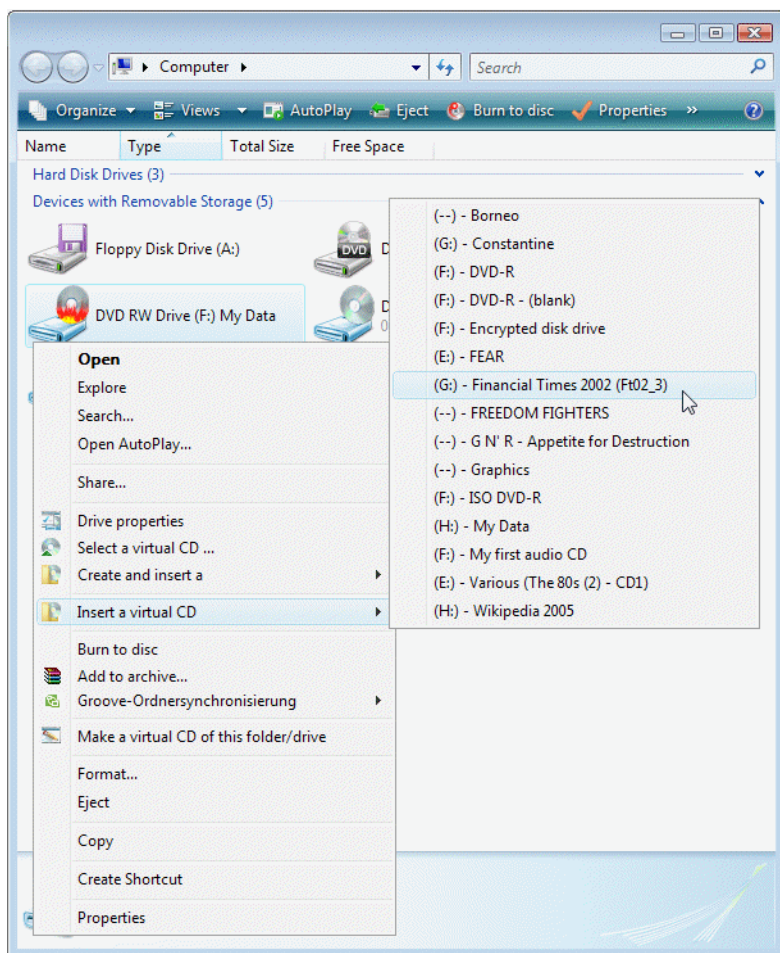 Computer
Search
Organize Views AutoPlay Eject Burn to disc Properties »
Name Type Total Size Free Space
Hard Disk Drives (3)
Devices with Removable Storage (5)
Floppy Disk Drive (A:)
DVD
D
DVD RW Drive (F:) My Data
D
0
Open
Explore
Search...
Open AutoPlay...
Share...
Drive properties
Select a virtual CD ...
Create and insert a
Insert a virtual CD
Burn to disc
Add to archive...
Groove-Ordnersynchronisierung
Make a virtual CD of this folder/drive
Format...
Eject
Copy
Create Shortcut
Properties
(--) - Borneo
(G:) - Constantine
(F:) - DVD-R
(F:) - DVD-R - (blank)
(F:) - Encrypted disk drive
(E:) - FEAR
(G:) - Financial Times 2002 (Ft02_3)
(--) - FREEDOM FIGHTERS
(--) - G N' R - Appetite for Destruction
(--) - Graphics
(F:) - ISO DVD-R
(H:) - My Data
(F:) - My first audio CD
(E:) - Various (The 80s (2) - CD1)
(H:) - Wikipedia 2005